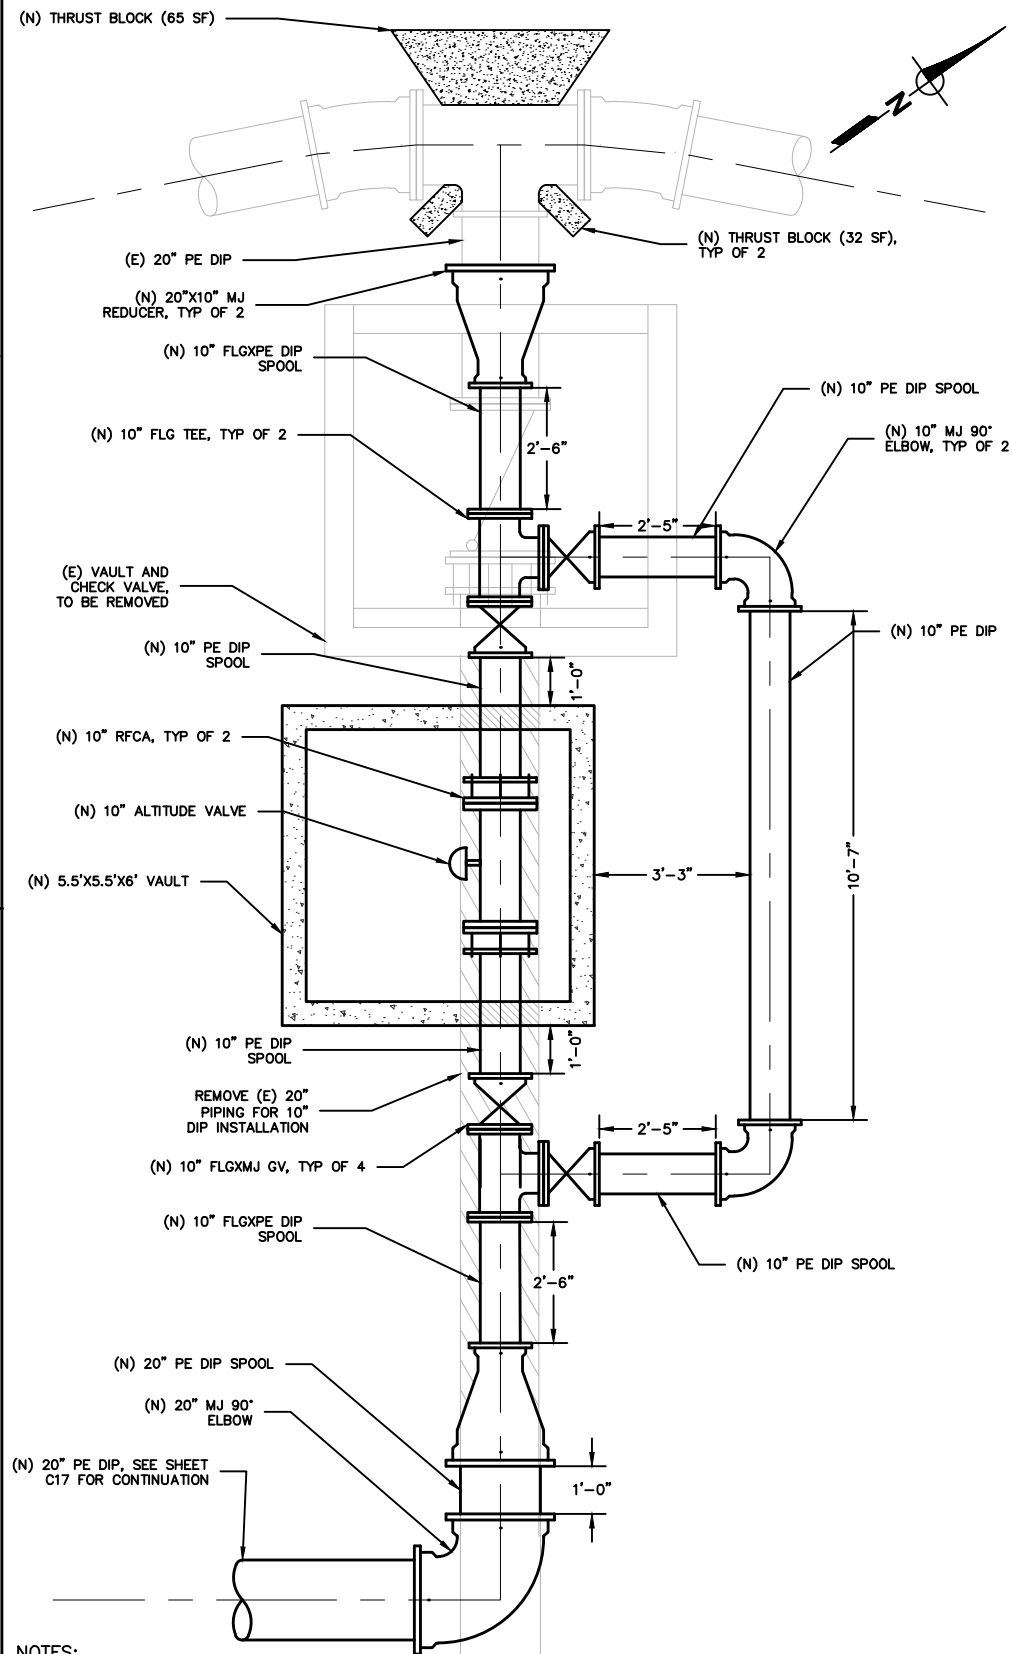 (N) THRUST BLOCK (65 SF)
N
(N) THRUST BLOCK (32 SF),
TYP OF 2
(E) 20" PE DIP
(N) 20"X10" MJ
REDUCER, TYP OF 2
(N) 10" FLGXPE DIP
SPOOL
(N) 10" PE DIP SPOOL
(N) 10" FLG TEE, TYP OF 2
2'-6"
(N) 10" MJ 90°
ELBOW, TYP OF 2
2'-5"
(E) VAULT AND
CHECK VALVE,
TO BE REMOVED
(N) 10" PE DIP
(N) 10" PE DIP
SPOOL
1'-0"
(N) 10" RFCA, TYP OF 2
(N) 10" ALTITUDE VALVE
(N) 5.5'X5.5'X6' VAULT
3'-3"
10'-7"
(N) 10" PE DIP
SPOOL
1'-0"
REMOVE (E) 20"
PIPING FOR 10"
DIP INSTALLATION
2'-5"
(N) 10" FLGXMJ GV, TYP OF 4
(N) 10" FLGXPE DIP
SPOOL
2'-6"
(N) 10" PE DIP SPOOL
(N) 20" PE DIP SPOOL
(N) 20" MJ 90°
ELBOW
(N) 20" PE DIP, SEE SHEET
C17 FOR CONTINUATION
1'-0"
NOTES: